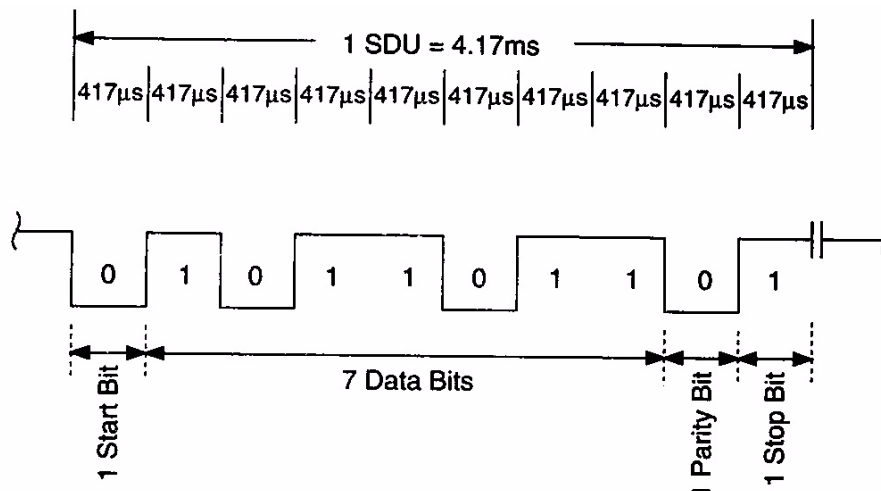 1 SDU = 4.17ms
417μs 417μs 417μs 417μs 417μs 417μs 417μs 417μs 417μs 417μs
0 1 0 1 1 0 1 1 0 1
7 Data Bits
1 Start Bit
1 Parity Bit
1 Stop Bit